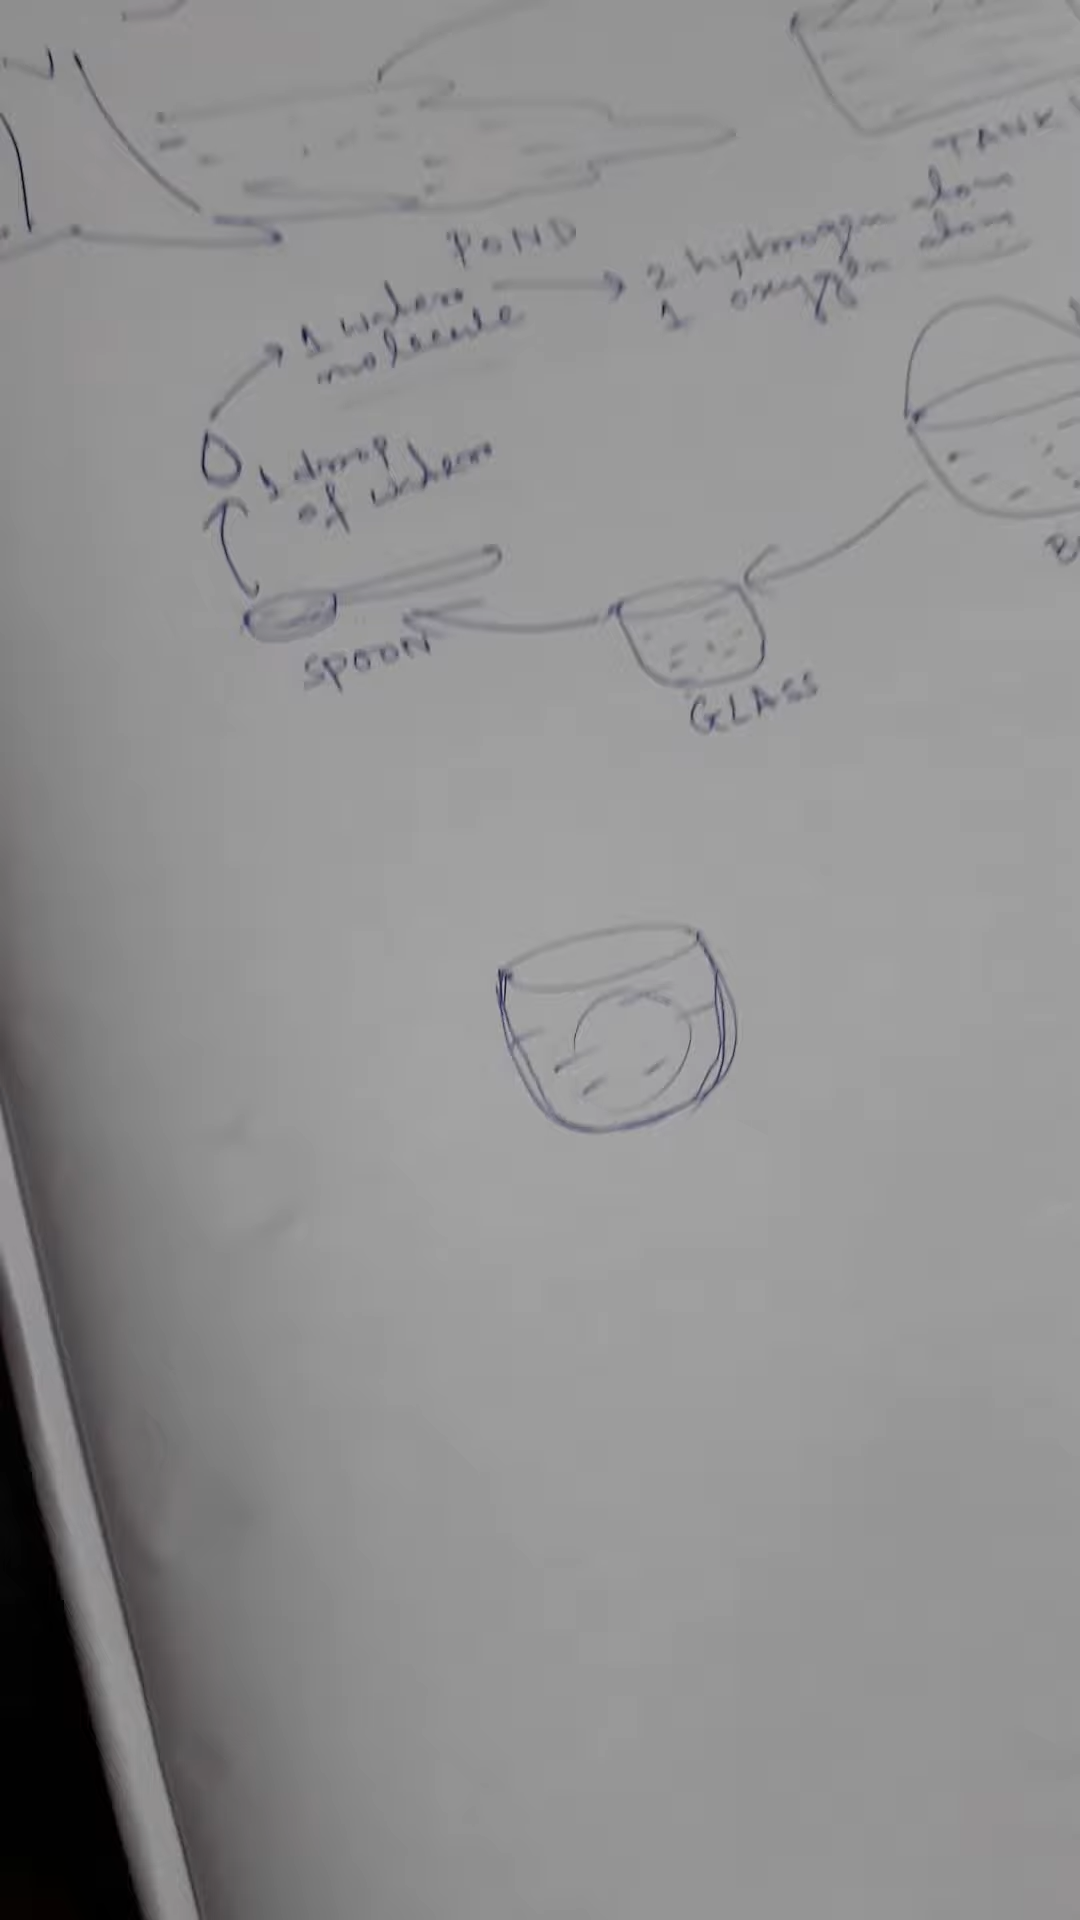 TANK
POND
1 water → 2 hydrogen atom
molecule 1 oxygen atom
1 drop
of water
SPOON
GLASS